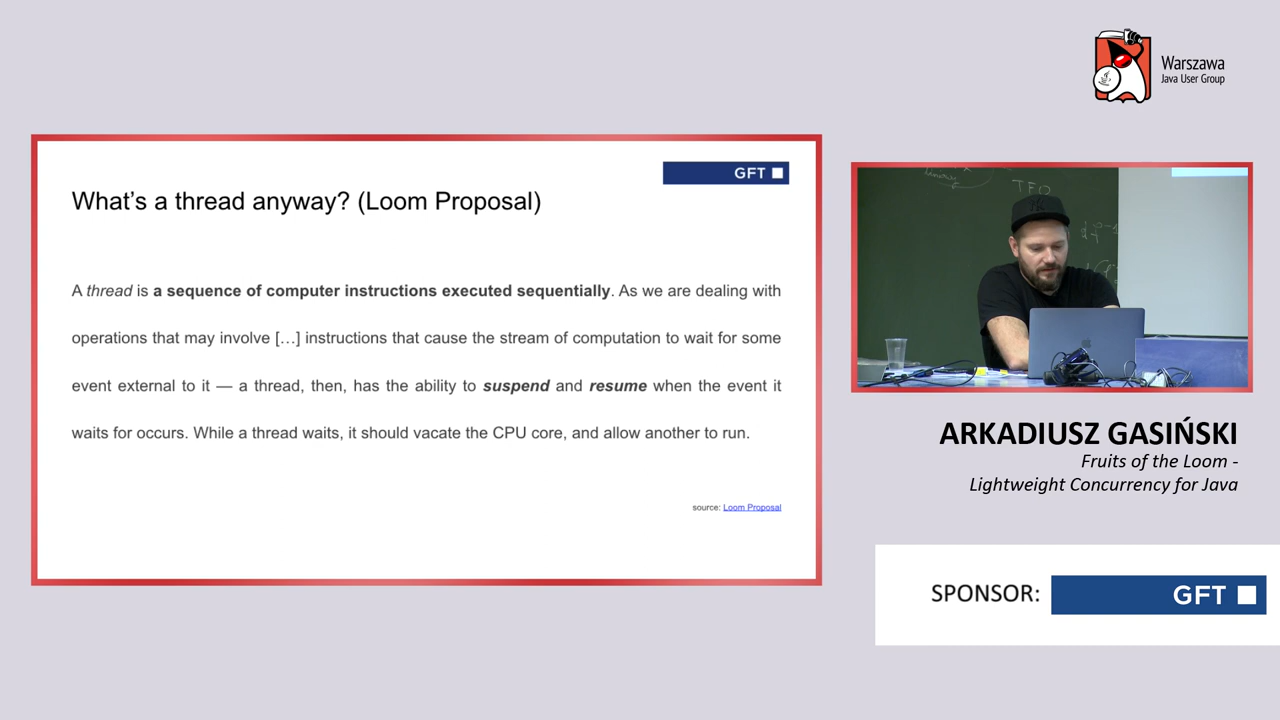 Warszawa
Java User Group
GFT
What's a thread anyway? (Loom Proposal)
A thread is a sequence of computer instructions executed sequentially. As we are dealing with
operations that may involve […] instructions that cause the stream of computation to wait for some
event external to it — a thread, then, has the ability to suspend and resume when the event it
waits for occurs. While a thread waits, it should vacate the CPU core, and allow another to run.
source: Loom Proposal
TFO
ARKADIUSZ GASIŃSKI
Fruits of the Loom -
Lightweight Concurrency for Java
SPONSOR:
GFT